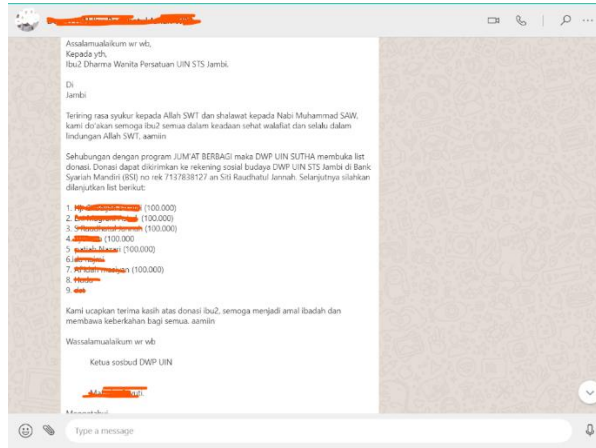 Assalamualaikum wr wb,
Kepada yth,
Ibu2 Dharma Wanita Persatuan UIN STS Jambi.
Di
Jambi
Teriring rasa syukur kepada Allah SWT dan shalawat kepada Nabi Muhammad SAW,
kami do'akan semoga ibu2 semua dalam keadaan sehat walafiat dan selalu dalam
lindungan Allah SWT, aamiin
Sehubungan dengan program JUM'AT BERBAGI maka DWP UIN SUTHA membuka list
donasi. Donasi dapat dikirimkan ke rekening sosial budaya DWP UIN STS Jambi di Bank
Syariah Mandiri (BSI) no rek 7137838127 an Siti Raudhatul Jannah. Selanjutnya silahkan
dilanjutkan list berikut:
1. (100.000)
2. (100.000)
3. (100.000)
4. (100.000
5 (100.000)
6.
7. (100.000)
8.
9.
Kami ucapkan terima kasih atas donasi ibu2, semoga menjadi amal ibadah dan
membawa keberkahan bagi semua. aamiin
Wassalamualaikum wr wb
Ketua sosbud DWP UIN
Type a message